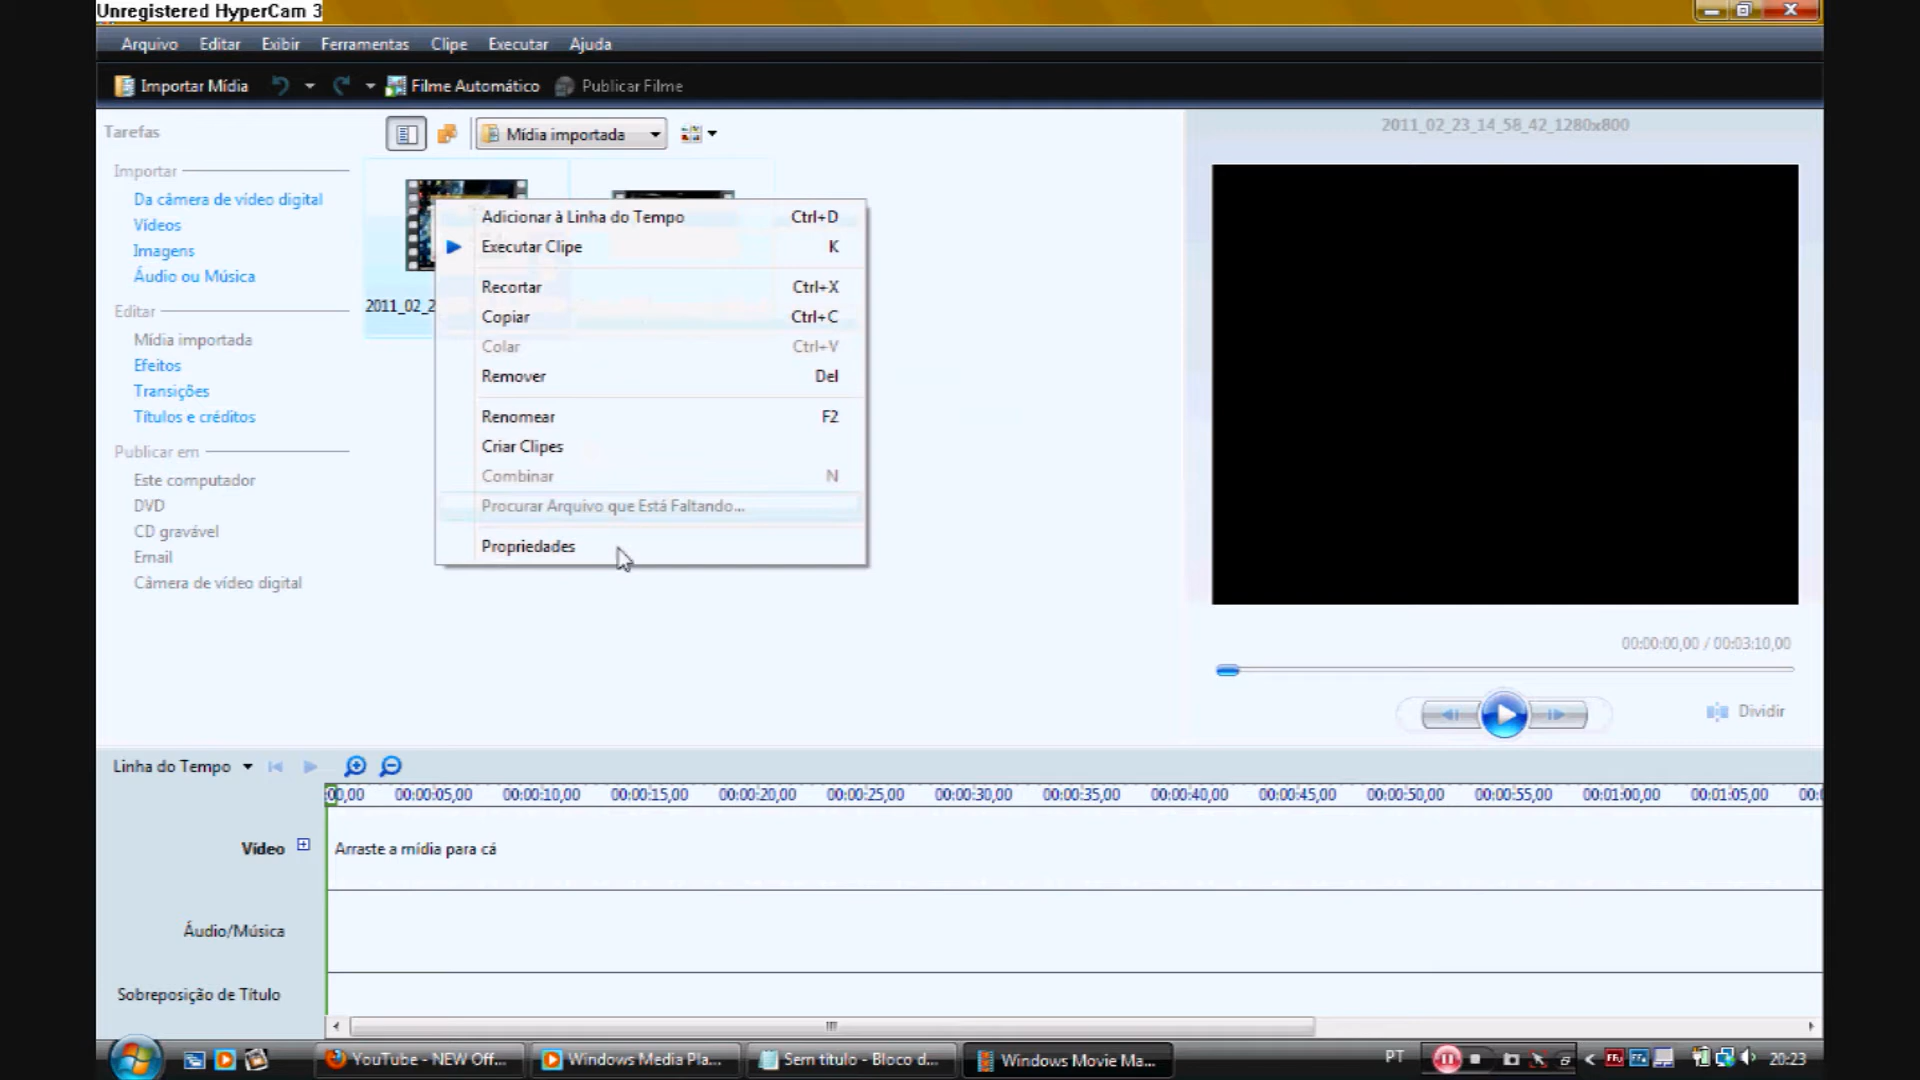 Unregistered HyperCam 3
Arquivo Editar Exibir Ferramentas Clipe Executar Ajuda
Importar Mídia Filme Automático Publicar Filme
Tarefas
Mídia importada
2011_02_23_14_58_42_1280x800
Importar
Da câmera de vídeo digital
Vídeos
Imagens
Áudio ou Música
Editar
Mídia importada
Efeitos
Transições
Títulos e créditos
Publicar em
Este computador
DVD
CD gravável
Email
Câmera de vídeo digital
2011_02_2
Adicionar à Linha do Tempo Ctrl+D
Executar Clipe K
Recortar Ctrl+X
Copiar Ctrl+C
Colar Ctrl+V
Remover Del
Renomear F2
Criar Clipes
Combinar N
Procurar Arquivo que Está Faltando...
Propriedades
00:00:00,00 / 00:03:10,00
Dividir
Linha do Tempo
:00,00 00:00:05,00 00:00:10,00 00:00:15,00 00:00:20,00 00:00:25,00 00:00:30,00 00:00:35,00 00:00:40,00 00:00:45,00 00:00:50,00 00:00:55,00 00:01:00,00 00:01:05,00 00:
Vídeo Arraste a mídia para cá
Áudio/Música
Sobreposição de Título
YouTube - NEW Off... Windows Media Pla... Sem título - Bloco d... Windows Movie Ma... PT 20:23